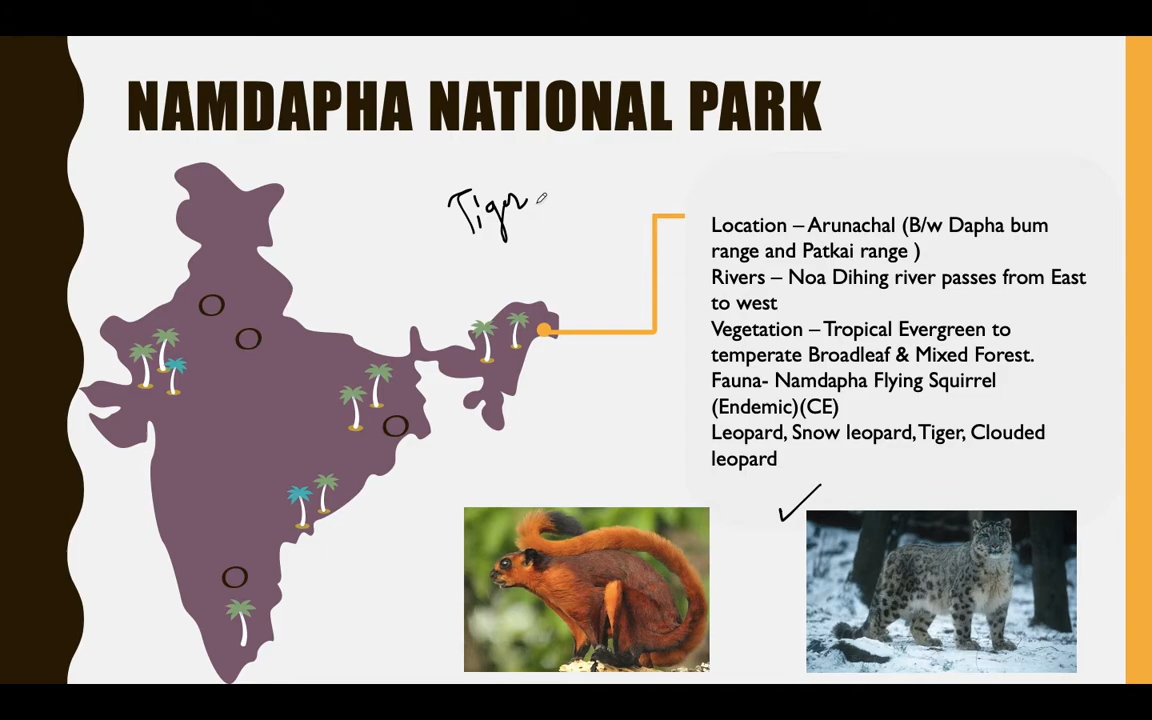 NAMDAPHA NATIONAL PARK
Tiger
Location – Arunachal (B/w Dapha bum
range and Patkai range )
Rivers – Noa Dihing river passes from East
to west
Vegetation – Tropical Evergreen to
temperate Broadleaf & Mixed Forest.
Fauna- Namdapha Flying Squirrel
(Endemic)(CE)
Leopard, Snow leopard, Tiger, Clouded
leopard